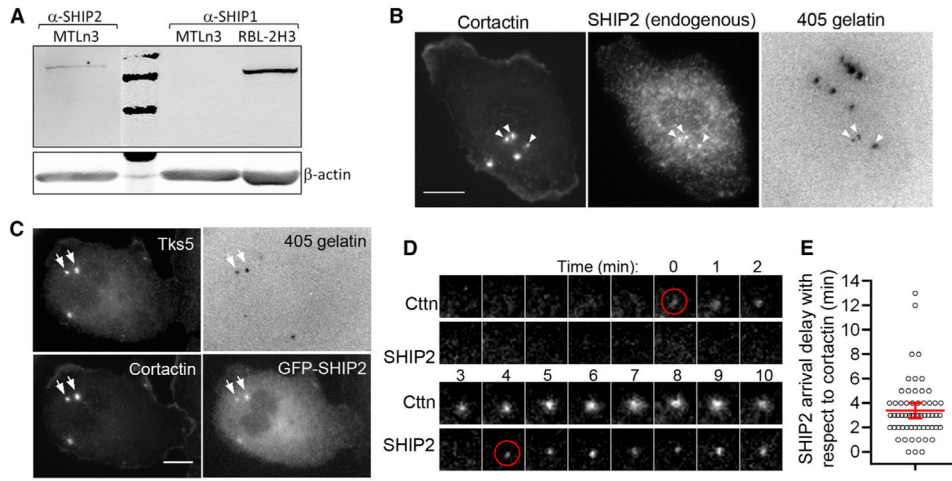 A
α-SHIP2
α-SHIP1
MTLn3
MTLn3
RBL-2H3
β-actin
B
Cortactin
SHIP2 (endogenous)
405 gelatin
C
Tks5
405 gelatin
Cortactin
GFP-SHIP2
D
Time (min): 0 1 2
Cttn
SHIP2
3 4 5 6 7 8 9 10
Cttn
SHIP2
E
SHIP2 arrival delay with
respect to cortactin (min)
14
12
10
8
6
4
2
0